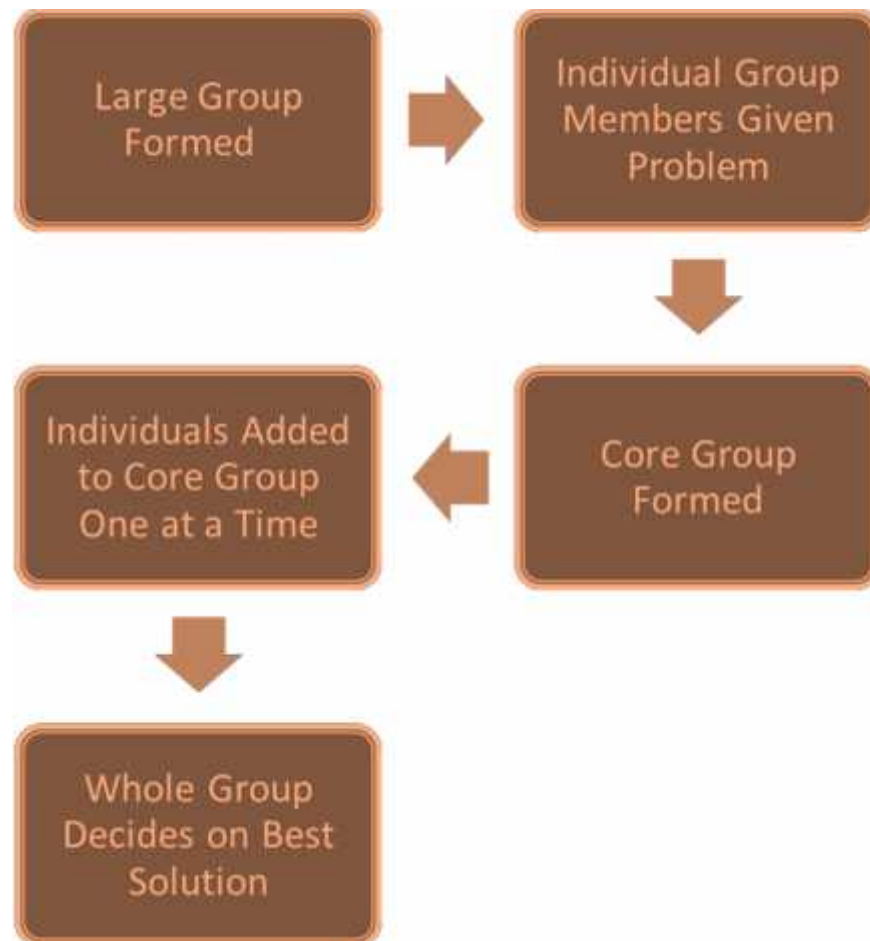 Large Group
Formed
Individual Group
Members Given
Problem
Core Group
Formed
Individuals Added
to Core Group
One at a Time
Whole Group
Decides on Best
Solution